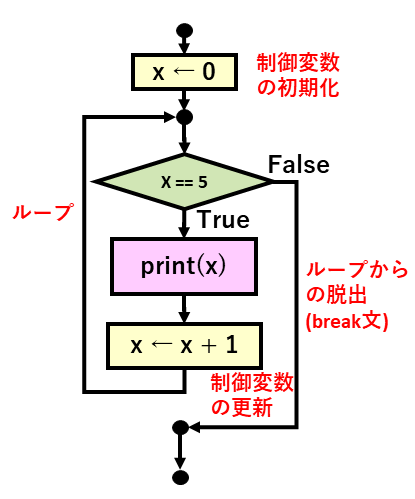 x ← 0
制御変数
の初期化
X == 5
False
True
ループ
print(x)
ループから
の脱出
(break文)
x ← x + 1
制御変数
の更新